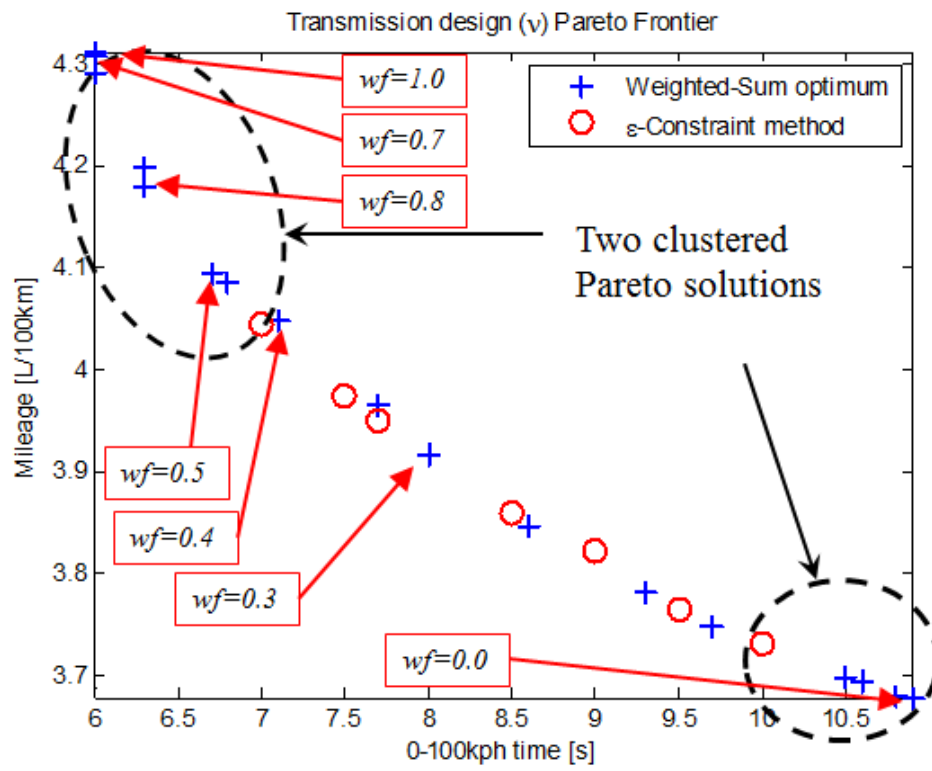 Transmission design (ν) Pareto Frontier
4.3
4.2
4.1
4
3.9
3.8
3.7
Mileage [L/100km]
wf=1.0
wf=0.7
wf=0.8
Weighted-Sum optimum
ε-Constraint method
Two clustered
Pareto solutions
wf=0.5
wf=0.4
wf=0.3
wf=0.0
6 6.5 7 7.5 8 8.5 9 9.5 10 10.5
0-100kph time [s]